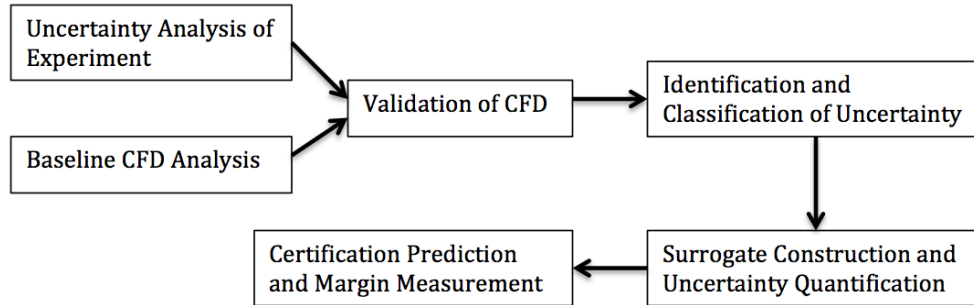 Uncertainty Analysis of
Experiment
Baseline CFD Analysis
Validation of CFD
Identification and
Classification of Uncertainty
Surrogate Construction and
Uncertainty Quantification
Certification Prediction
and Margin Measurement